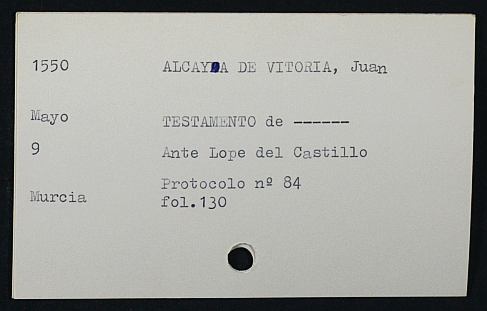 1550 ALCAYDA DE VITORIA, Juan
Mayo TESTAMENTO de ------
9 Ante Lope del Castillo
Protocolo nº 84
Murcia fol.130